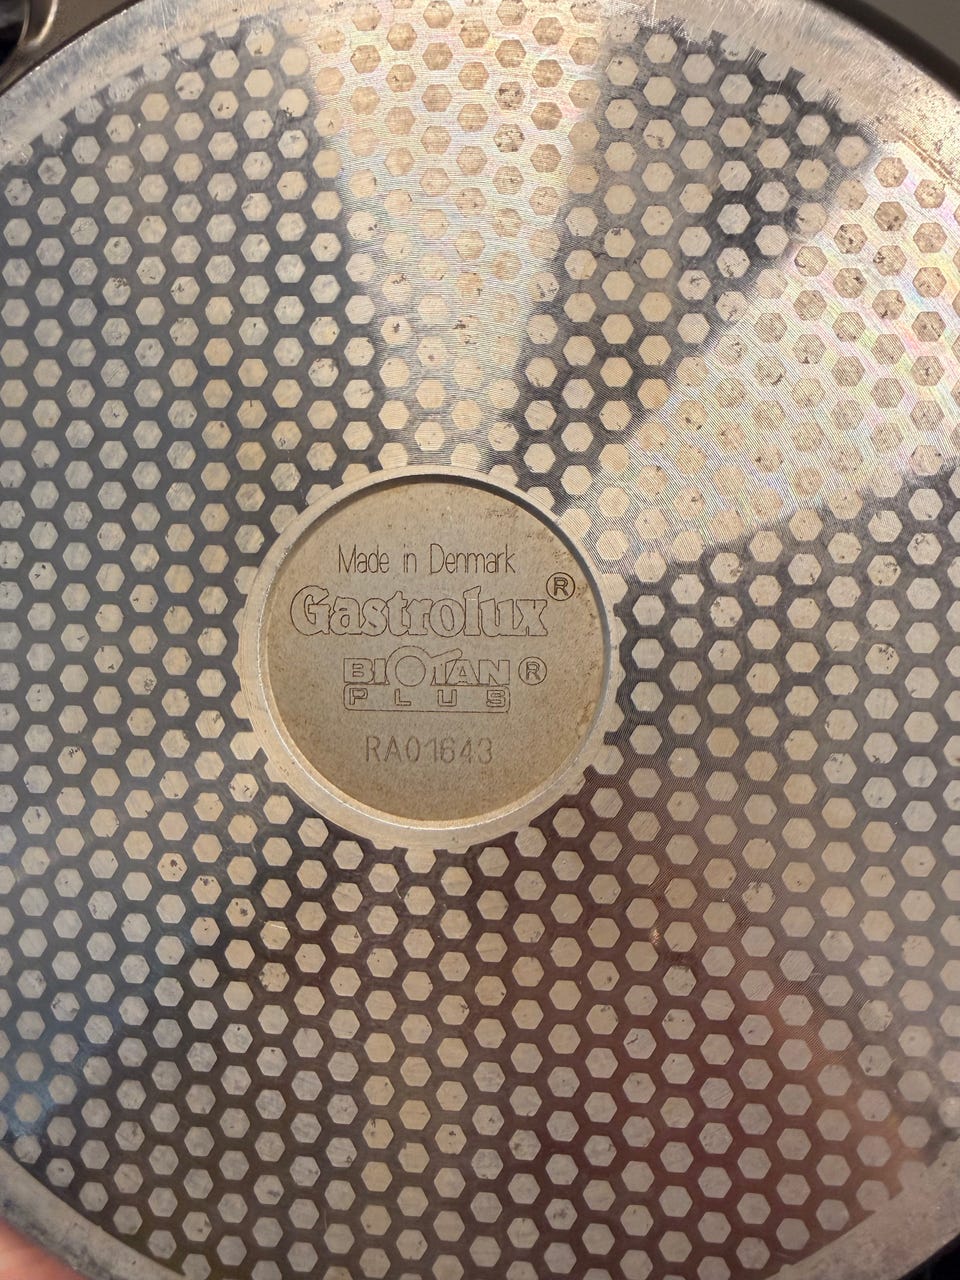 Made in Denmark
Gastrolux®
BIOTAN®
PLUS
RA01643